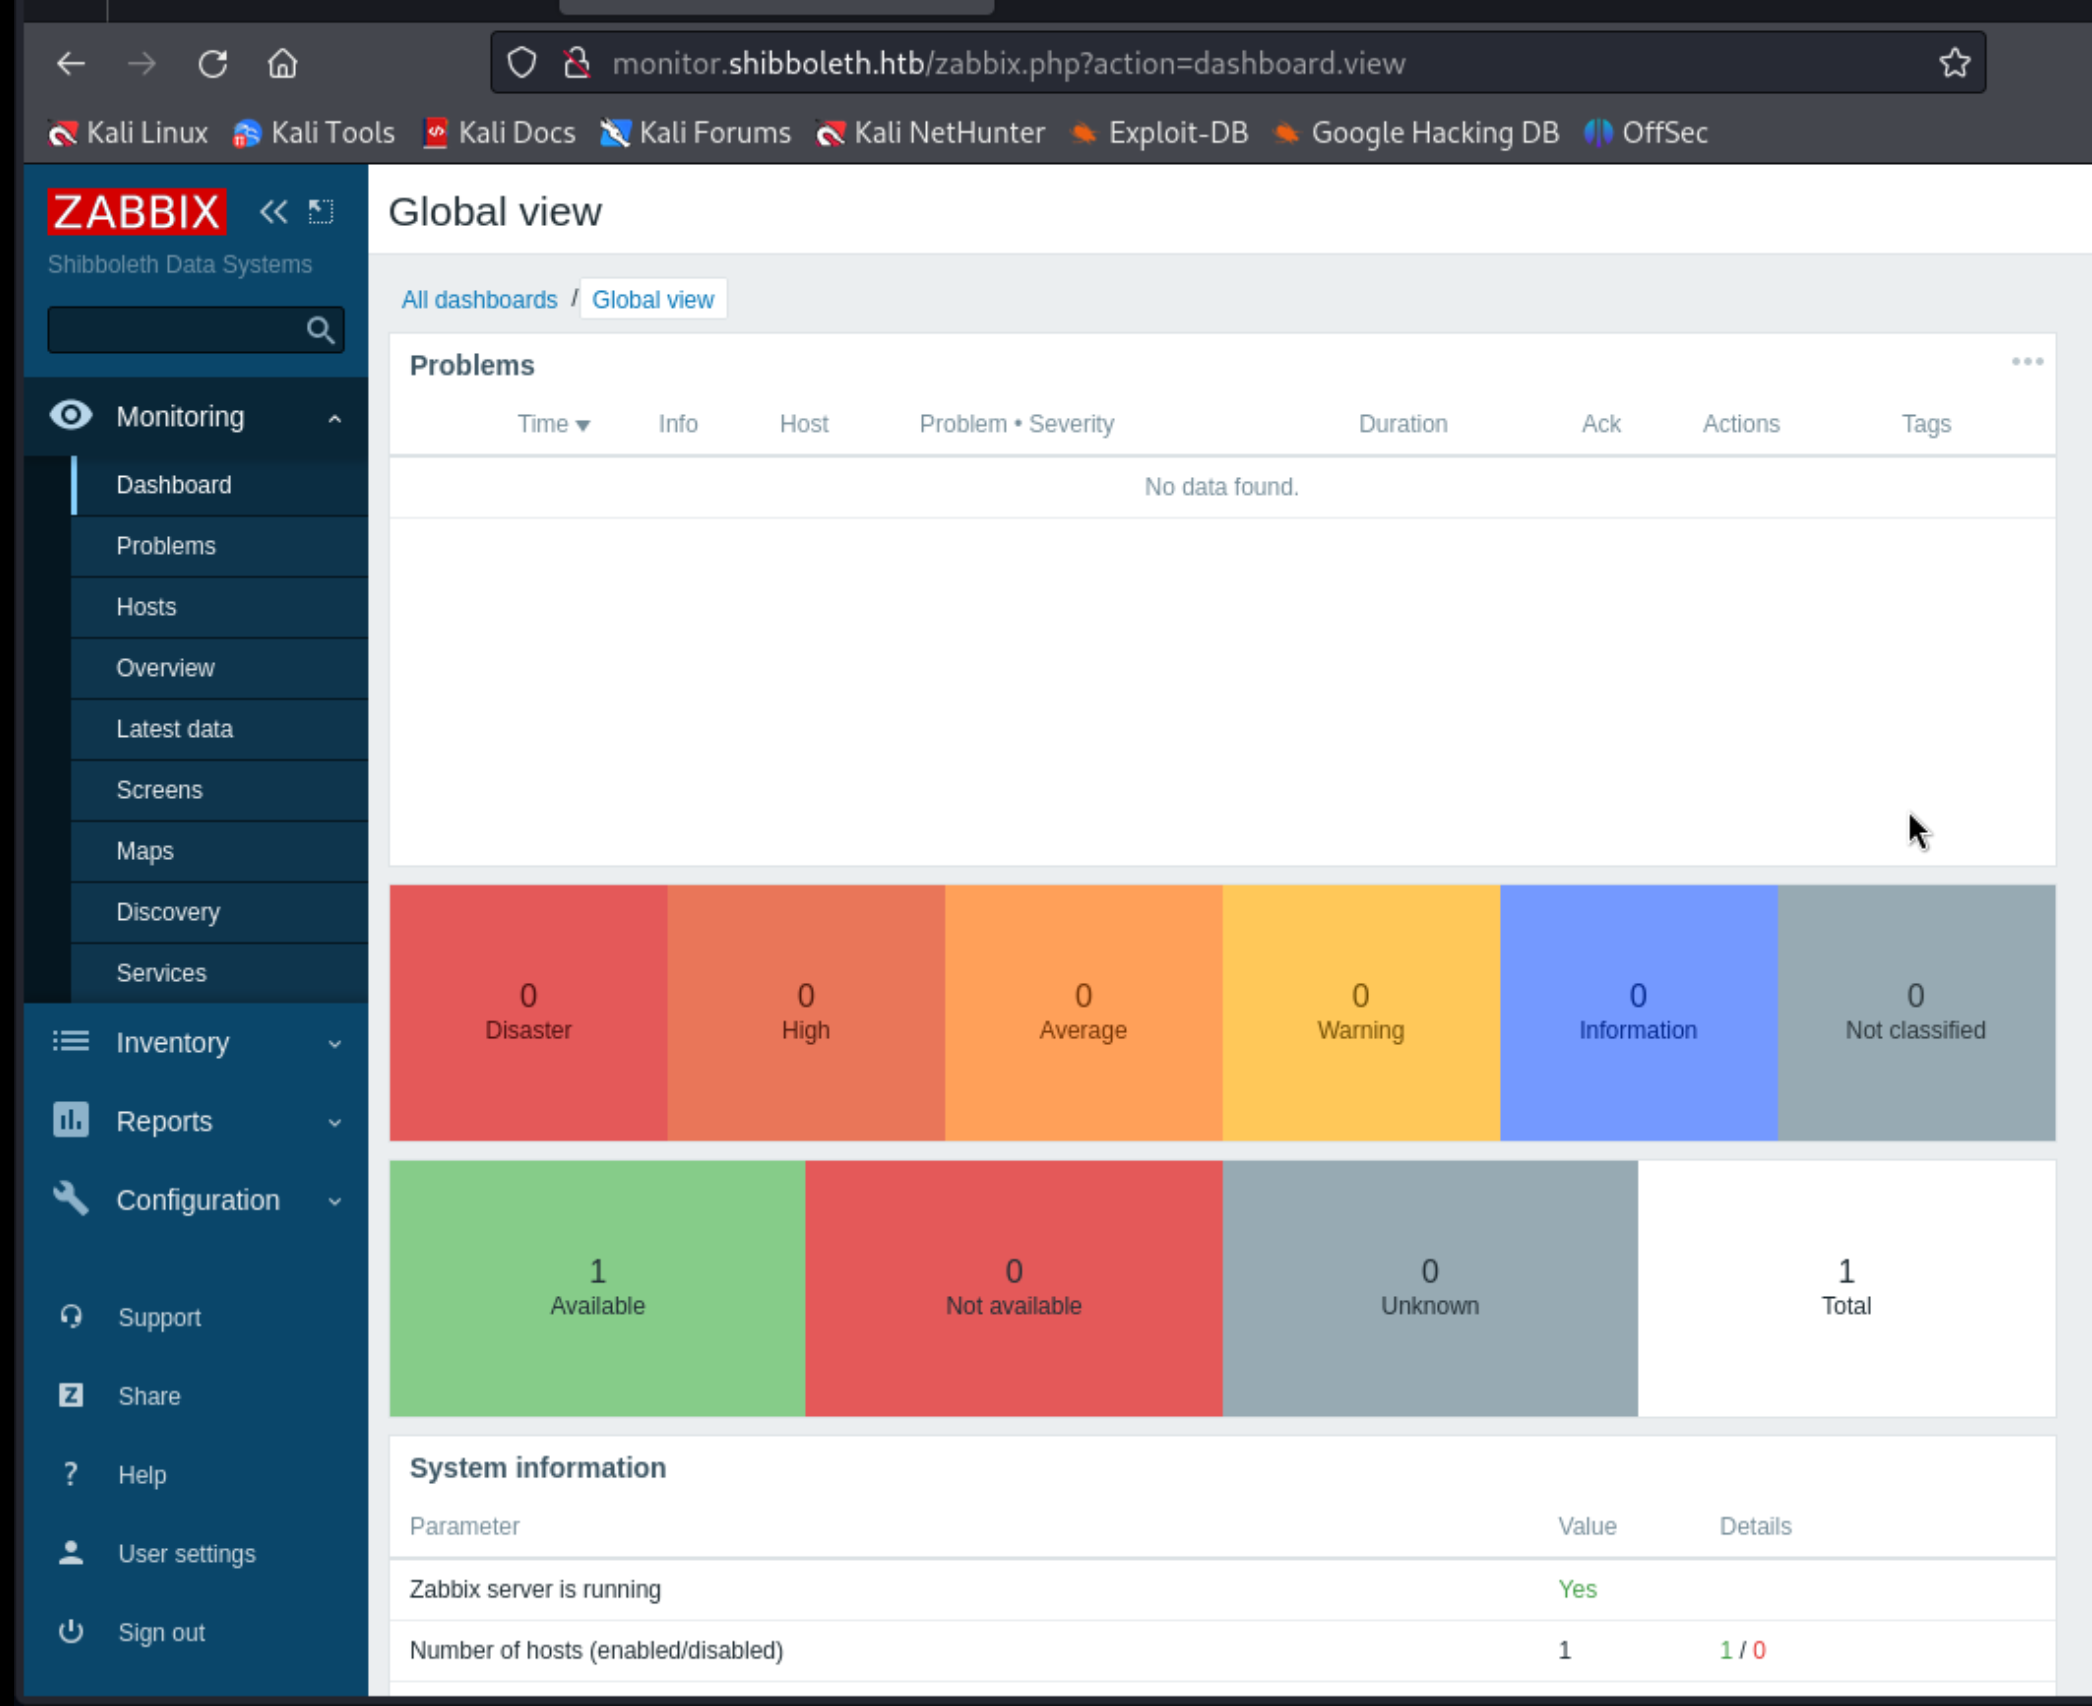 monitor.shibboleth.htb/zabbix.php?action=dashboard.view
Kali Linux Kali Tools Kali Docs Kali Forums Kali NetHunter Exploit-DB Google Hacking DB OffSec
ZABBIX
Shibboleth Data Systems
Monitoring
Dashboard
Problems
Hosts
Overview
Latest data
Screens
Maps
Discovery
Services
Inventory
Reports
Configuration
Support
Share
Help
User settings
Sign out
Global view
All dashboards / Global view
Problems
Time ▼ Info Host Problem • Severity Duration Ack Actions Tags
No data found.
0 0 0 0 0 0
Disaster High Average Warning Information Not classified
1 0 0 1
Available Not available Unknown Total
System information
Parameter Value Details
Zabbix server is running Yes
Number of hosts (enabled/disabled) 1 1 / 0